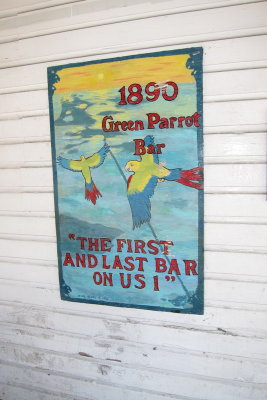 1890
Green Parrot
Bar
"THE FIRST
AND LAST BAR
ON US 1"